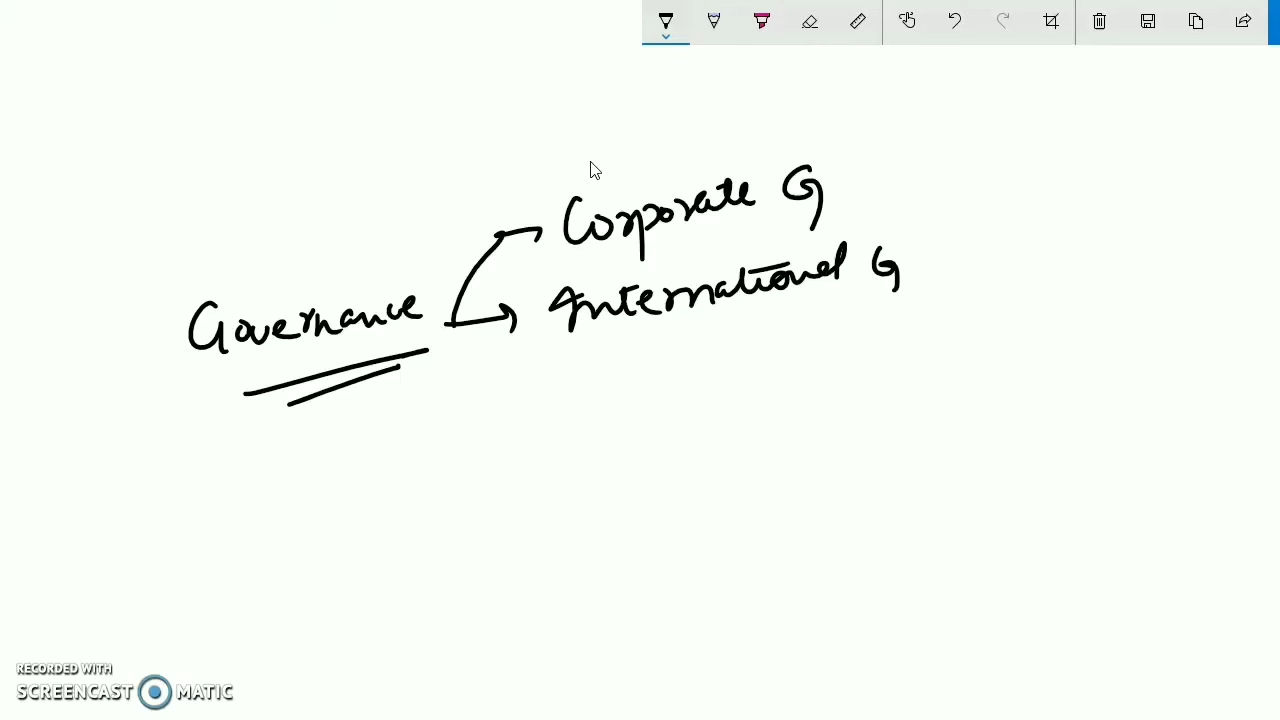 Corporate G
International G
Governance
RECORDED WITH
SCREENCAST MATIC